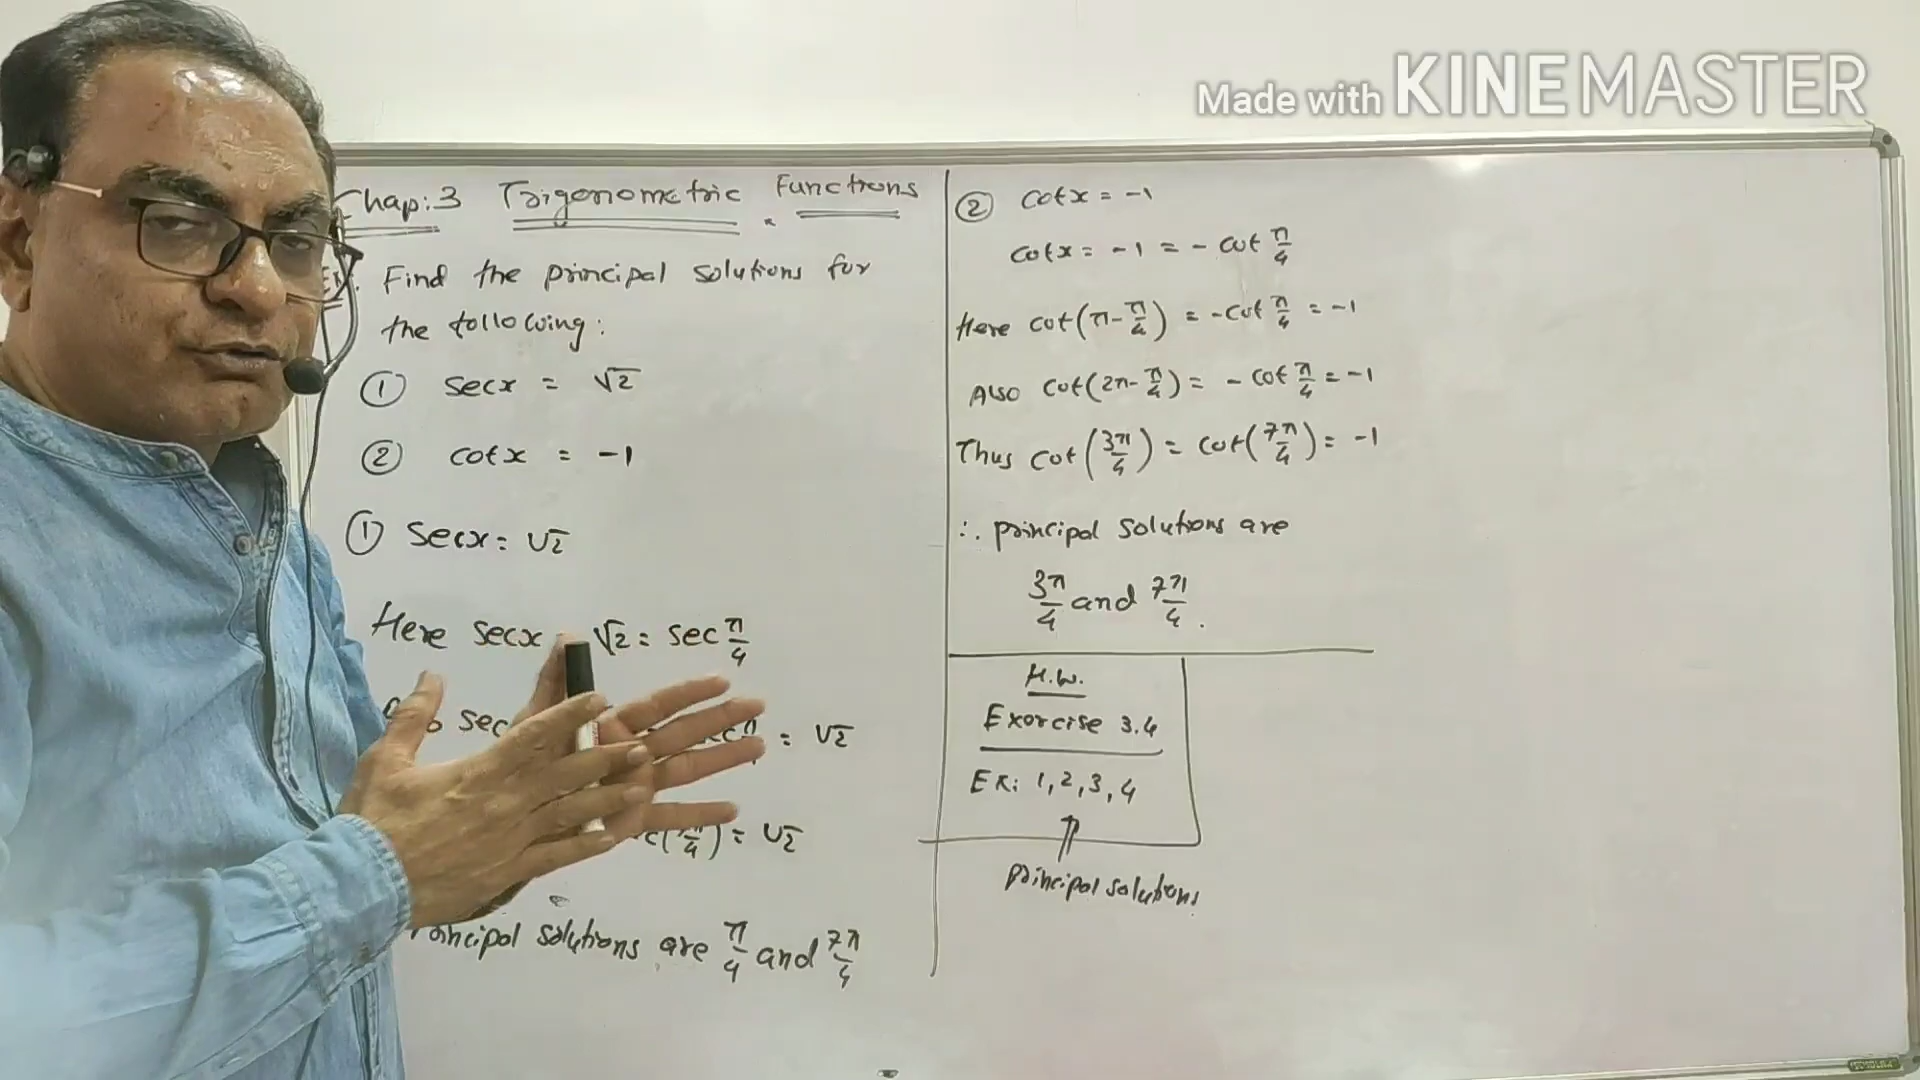 Made with KINEMASTER
Chap:3 Trigonometric Functions
Ex. Find the principal solutions for
the following:
① secx = √2
② cotx = -1
① secx = √2
Here secx √2 = sec π/4
sec = √2
(π/4) = √2
principal solutions are π/4 and 7π/4
② cotx = -1
cotx = -1 = - cot π/4
Here cot(π-π/4) = -cot π/4 = -1
Also cot(2π-π/4) = - cot π/4 = -1
Thus cot(3π/4) = cot(7π/4) = -1
∴ principal solutions are
3π/4 and 7π/4.
H.W.
Exercise 3.4
Ex: 1,2,3,4
principal solutions